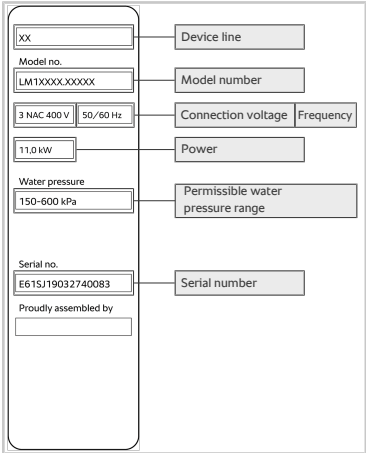 XX
Device line
Model no.
LM1XXXX.XXXXX
Model number
3 NAC 400 V 50/60 Hz
Connection voltage Frequency
11,0 kW
Power
Water pressure
150-600 kPa
Permissible water
pressure range
Serial no.
E61SJ19032740083
Serial number
Proudly assembled by